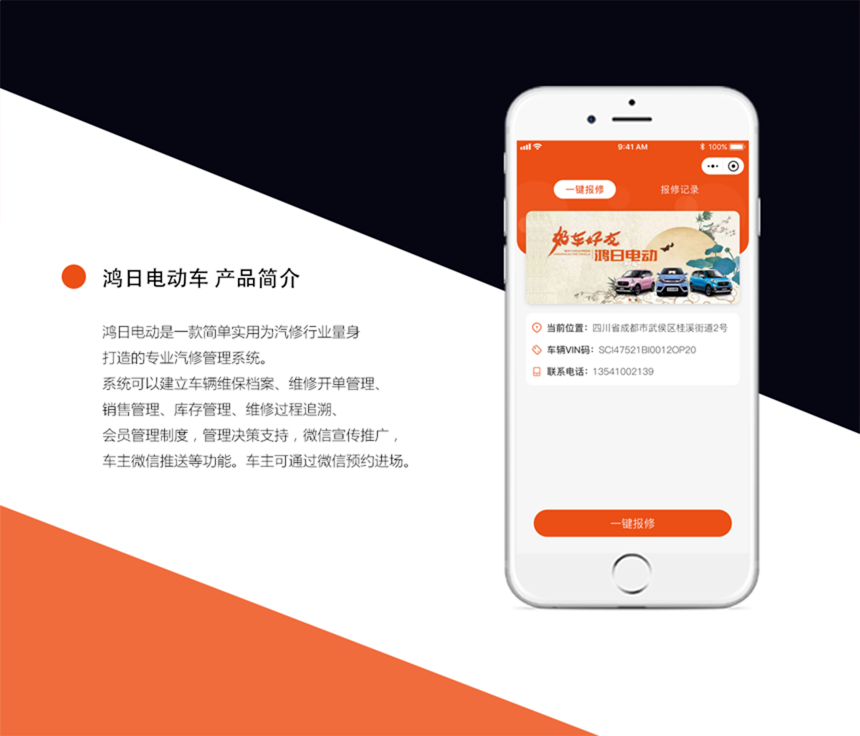 鸿日电动车 产品简介
鸿日电动是一款简单实用为汽修行业量身
打造的专业汽修管理系统。
系统可以建立车辆维保档案、维修开单管理、
销售管理、库存管理、维修过程追溯、
会员管理制度，管理决策支持，微信宣传推广，
车主微信推送等功能。车主可通过微信预约进场。
9:41 AM
100%
一键报修
报修记录
好车好友
鸿日电动
当前位置：四川省成都市武侯区桂溪街道2号
车辆VIN码：SCI47521BI0012OP20
联系电话：13541002139
一键报修